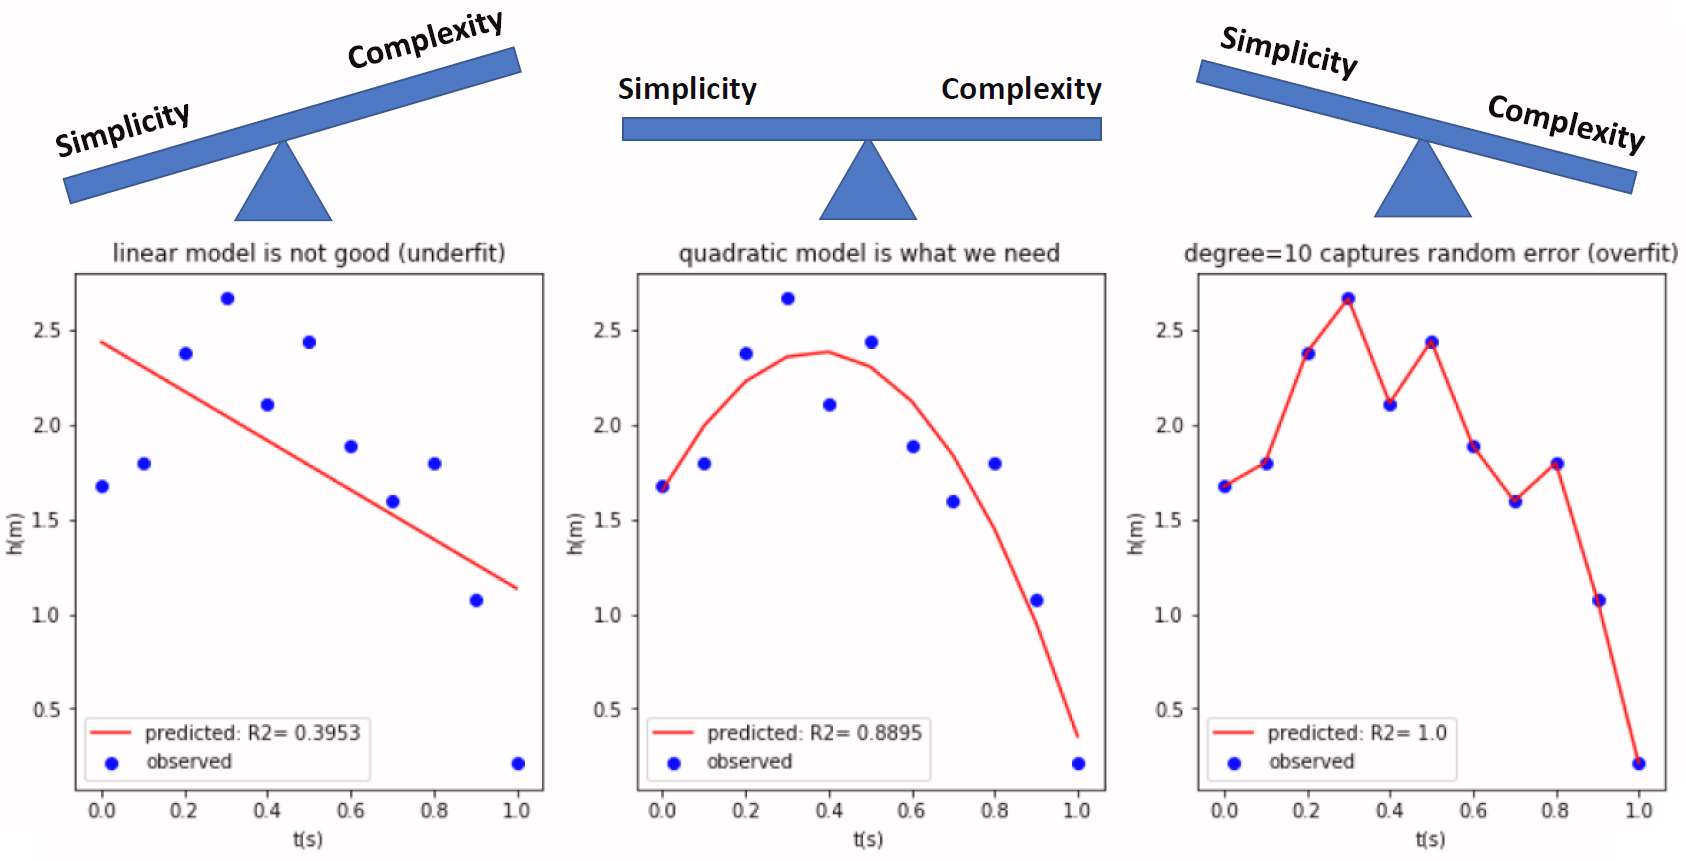 Simplicity
Complexity
Simplicity
Complexity
Simplicity
Complexity
linear model is not good (underfit)
2.5
2.0
1.5
1.0
0.5
h(m)
predicted: R2= 0.3953
observed
0.0 0.2 0.4 0.6 0.8 1.0
t(s)
quadratic model is what we need
2.5
2.0
1.5
1.0
0.5
h(m)
predicted: R2= 0.8895
observed
0.0 0.2 0.4 0.6 0.8 1.0
t(s)
degree=10 captures random error (overfit)
2.5
2.0
1.5
1.0
0.5
h(m)
predicted: R2= 1.0
observed
0.0 0.2 0.4 0.6 0.8 1.0
t(s)